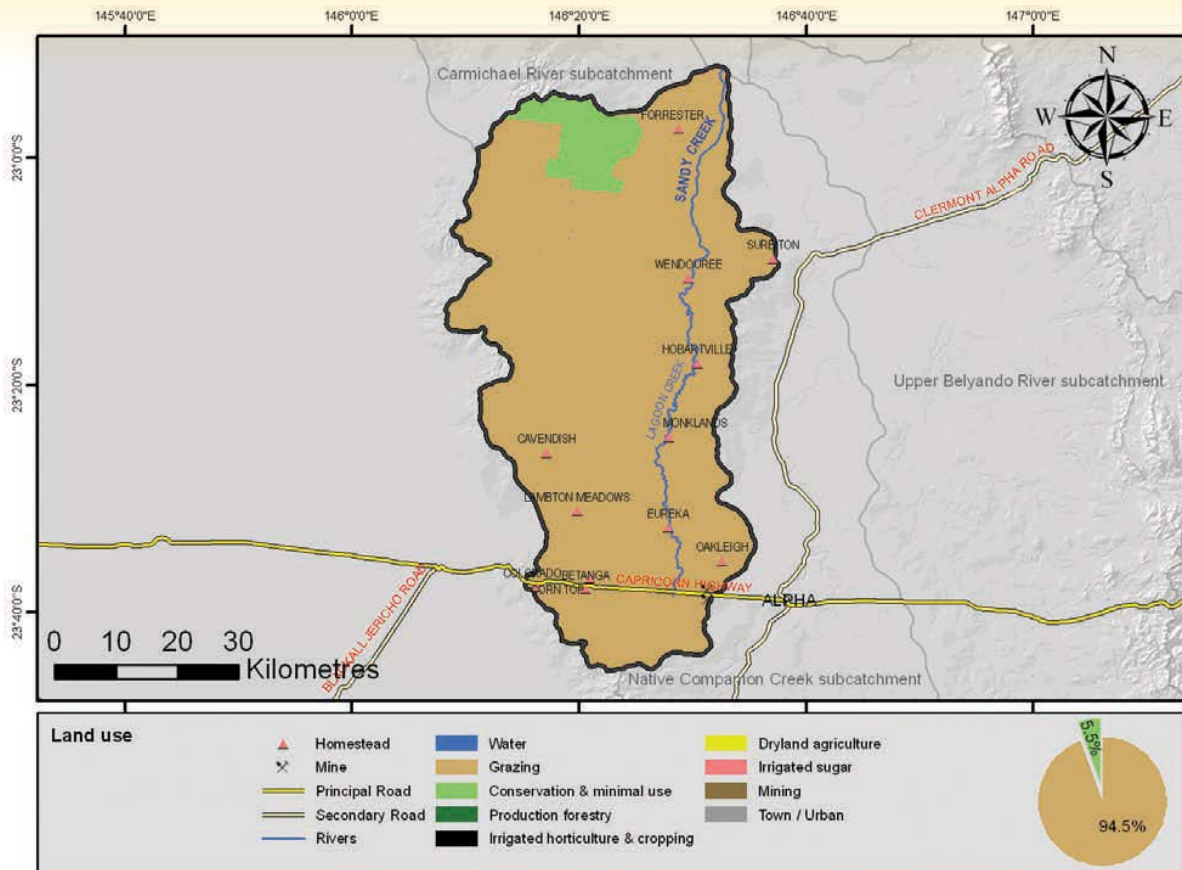 145°40'0"E
146°0'0"E
146°20'0"E
146°40'0"E
147°0'0"E
Carmichael River subcatchment
N
W
E
S
23°0'0"S
FORRESTER
SANDY CREEK
CLERMONT ALPHA ROAD
SURBITON
WENDOUREE
HOBARTVILLE
23°20'0"S
Upper Belyando River subcatchment
LAGOON CREEK
MONKLANDS
CAVENDISH
LAMBTON MEADOWS
EUREKA
OAKLEIGH
COLORADO
BETANGA
CAPRICORN HIGHWAY
TORN TOP
ALPHA
23°40'0"S
BLACKALL JERICHO ROAD
0 10 20 30
Kilometres
Native Companion Creek subcatchment
Land use
Homestead
Mine
Principal Road
Secondary Road
Rivers
Water
Grazing
Conservation & minimal use
Production forestry
Irrigated horticulture & cropping
Dryland agriculture
Irrigated sugar
Mining
Town / Urban
5.5%
94.5%